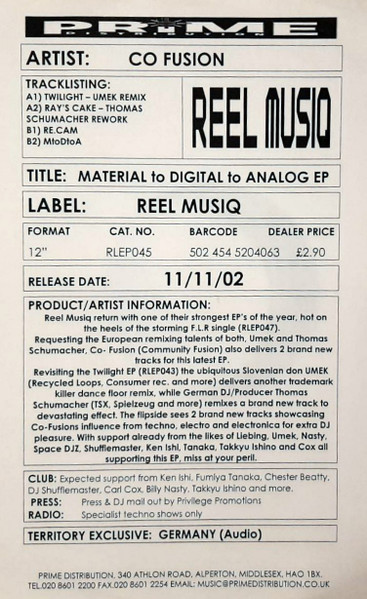 PRIME
DISTRIBUTION
ARTIST: CO FUSION
TRACKLISTING:
A1) TWILIGHT – UMEK REMIX
A2) RAY'S CAKE – THOMAS
SCHUMACHER REWORK
B1) RE.CAM
B2) MtoDtoA
REEL MUSIQ
TITLE: MATERIAL to DIGITAL to ANALOG EP
LABEL: REEL MUSIQ
FORMAT CAT. NO. BARCODE DEALER PRICE
12" RLEP045 502 454 5204063 £2.90
RELEASE DATE: 11/11/02
PRODUCT/ARTIST INFORMATION:
Reel Musiq return with one of their strongest EP's of the year, hot on
the heels of the storming F.L.R single (RLEP047).
Requesting the European remixing talents of both, Umek and Thomas
Schumacher, Co- Fusion (Community Fusion) also delivers 2 brand new
tracks for this latest EP.
Revisiting the Twilight EP (RLEP043) the ubiquitous Slovenian don UMEK
(Recycled Loops, Consumer rec. and more) delivers another trademark
killer dance floor remix, while German DJ/Producer Thomas
Schumacher (TSX, Spielzeug and more) remixes a brand new track to
devastating effect. The flipside sees 2 brand new tracks showcasing
Co-Fusions influence from techno, electro and electronica for extra DJ
pleasure. With support already from the likes of Liebing, Umek, Nasty,
Space DJZ, Shufflemaster, Ken Ishi, Tanaka, Takkyu Ishino and Cox all
supporting this EP, miss at your peril.
CLUB: Expected support from Ken Ishi, Fumiya Tanaka, Chester Beatty,
DJ Shufflemaster, Carl Cox, Billy Nasty, Takkyu Ishino and more.
PRESS: Press & DJ mail out by Privilege Promotions
RADIO: Specialist techno shows only
TERRITORY EXCLUSIVE: GERMANY (Audio)
PRIME DISTRIBUTION, 340 ATHLON ROAD, ALPERTON, MIDDLESEX, HAO 1BX.
TEL.020 8601 2200 FAX.020 8601 2254 EMAIL: MUSIC@PRIMEDISTRIBUTION.CO.UK